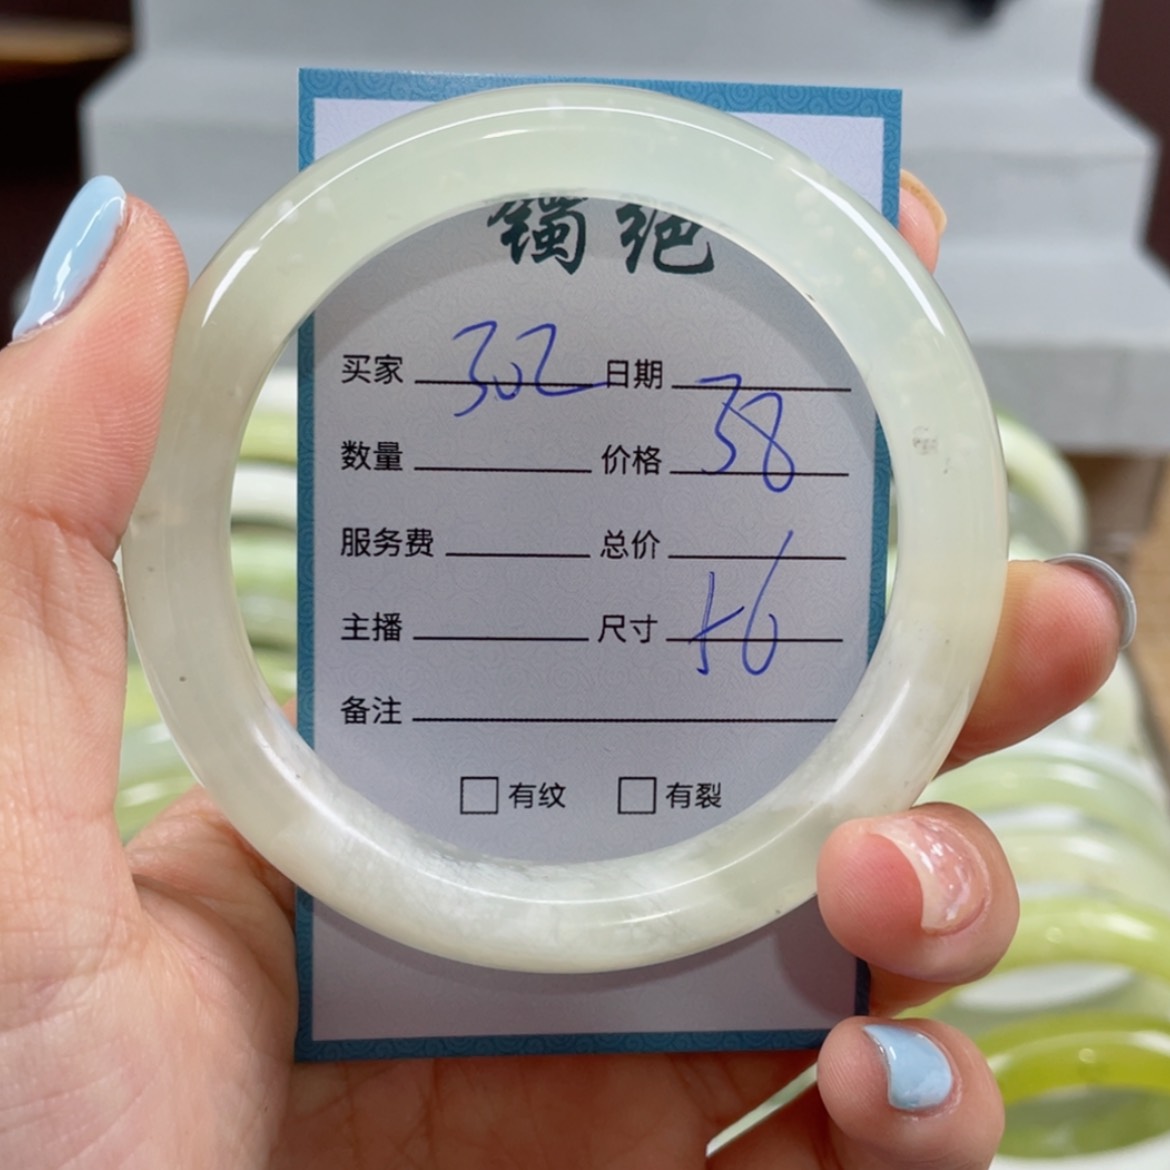 镯绝
买家 302 日期
数量 价格 38
服务费 总价
主播 尺寸 56
备注
□有纹 □有裂